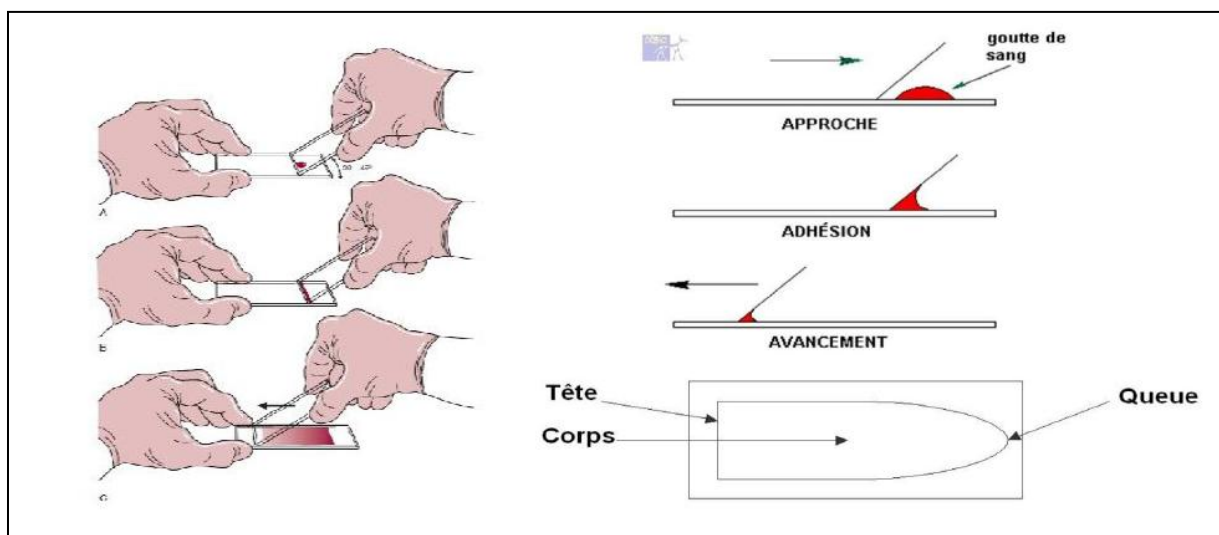 A
B
C
goutte de
sang
APPROCHE
ADHÉSION
AVANCEMENT
Tête
Corps
Queue